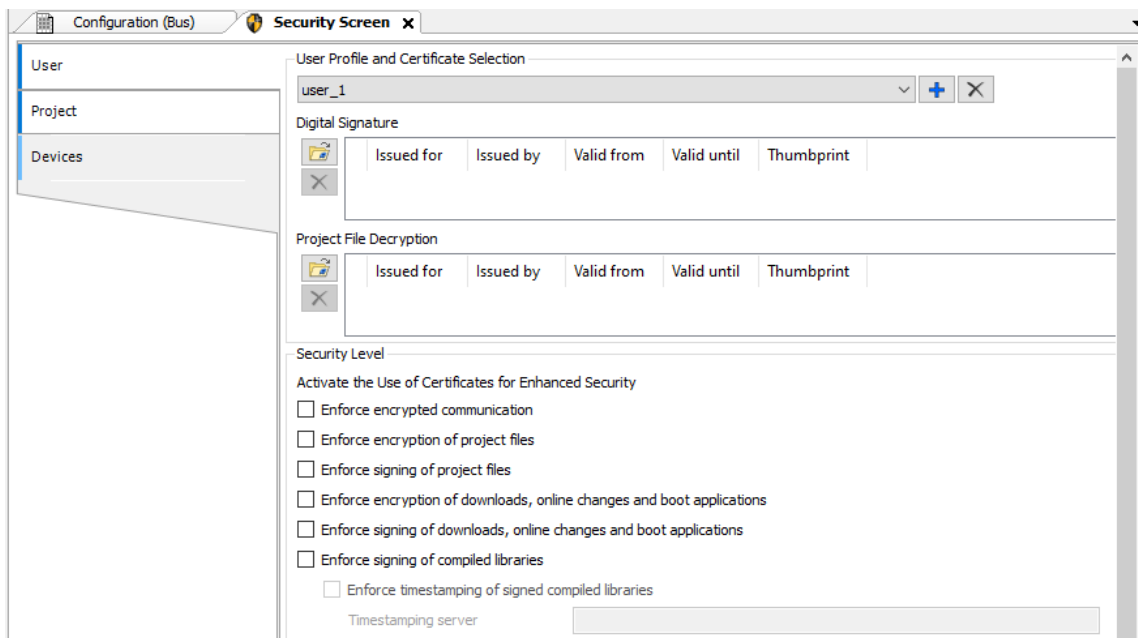 Configuration (Bus) Security Screen
User
Project
Devices
User Profile and Certificate Selection
user_1
Digital Signature
Issued for Issued by Valid from Valid until Thumbprint
Project File Decryption
Issued for Issued by Valid from Valid until Thumbprint
Security Level
Activate the Use of Certificates for Enhanced Security
Enforce encrypted communication
Enforce encryption of project files
Enforce signing of project files
Enforce encryption of downloads, online changes and boot applications
Enforce signing of downloads, online changes and boot applications
Enforce signing of compiled libraries
Enforce timestamping of signed compiled libraries
Timestamping server